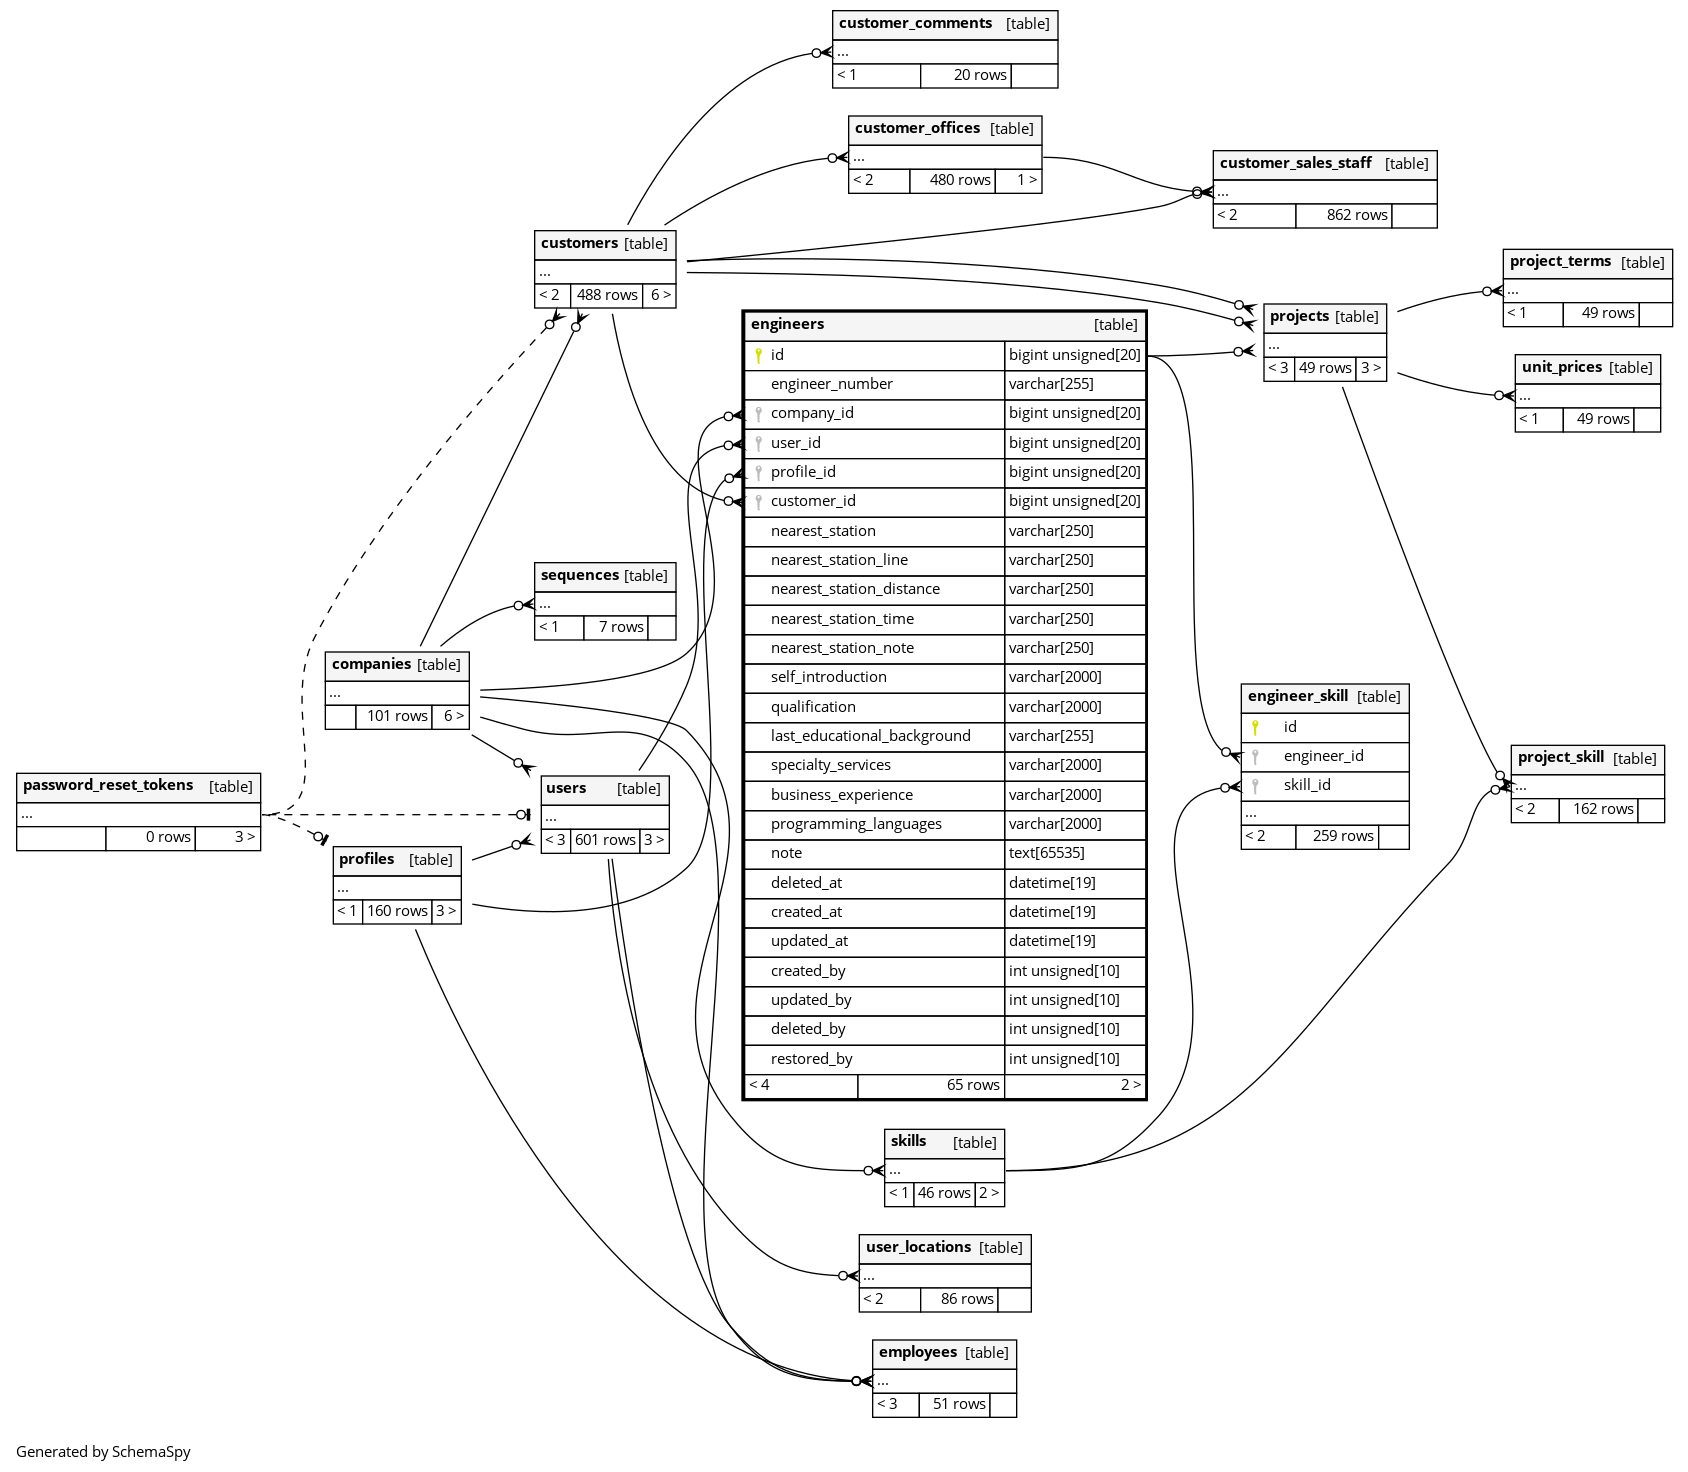 customer_comments [table]
...
< 1 20 rows
customer_offices [table]
...
< 2 480 rows 1 >
customer_sales_staff [table]
...
< 2 862 rows
customers [table]
...
< 2 488 rows 6 >
project_terms [table]
...
< 1 49 rows
projects [table]
...
< 3 49 rows 3 >
unit_prices [table]
...
< 1 49 rows
engineers [table]
id bigint unsigned[20]
engineer_number varchar[255]
company_id bigint unsigned[20]
user_id bigint unsigned[20]
profile_id bigint unsigned[20]
customer_id bigint unsigned[20]
nearest_station varchar[250]
nearest_station_line varchar[250]
nearest_station_distance varchar[250]
nearest_station_time varchar[250]
nearest_station_note varchar[250]
self_introduction varchar[2000]
qualification varchar[2000]
last_educational_background varchar[255]
specialty_services varchar[2000]
business_experience varchar[2000]
programming_languages varchar[2000]
note text[65535]
deleted_at datetime[19]
created_at datetime[19]
updated_at datetime[19]
created_by int unsigned[10]
updated_by int unsigned[10]
deleted_by int unsigned[10]
restored_by int unsigned[10]
< 4 65 rows 2 >
sequences [table]
...
< 1 7 rows
companies [table]
...
101 rows 6 >
password_reset_tokens [table]
...
0 rows 3 >
users [table]
...
< 3 601 rows 3 >
profiles [table]
...
< 1 160 rows 3 >
engineer_skill [table]
id
engineer_id
skill_id
...
< 2 259 rows
project_skill [table]
...
< 2 162 rows
skills [table]
...
< 1 46 rows 2 >
user_locations [table]
...
< 2 86 rows
employees [table]
...
< 3 51 rows
Generated by SchemaSpy